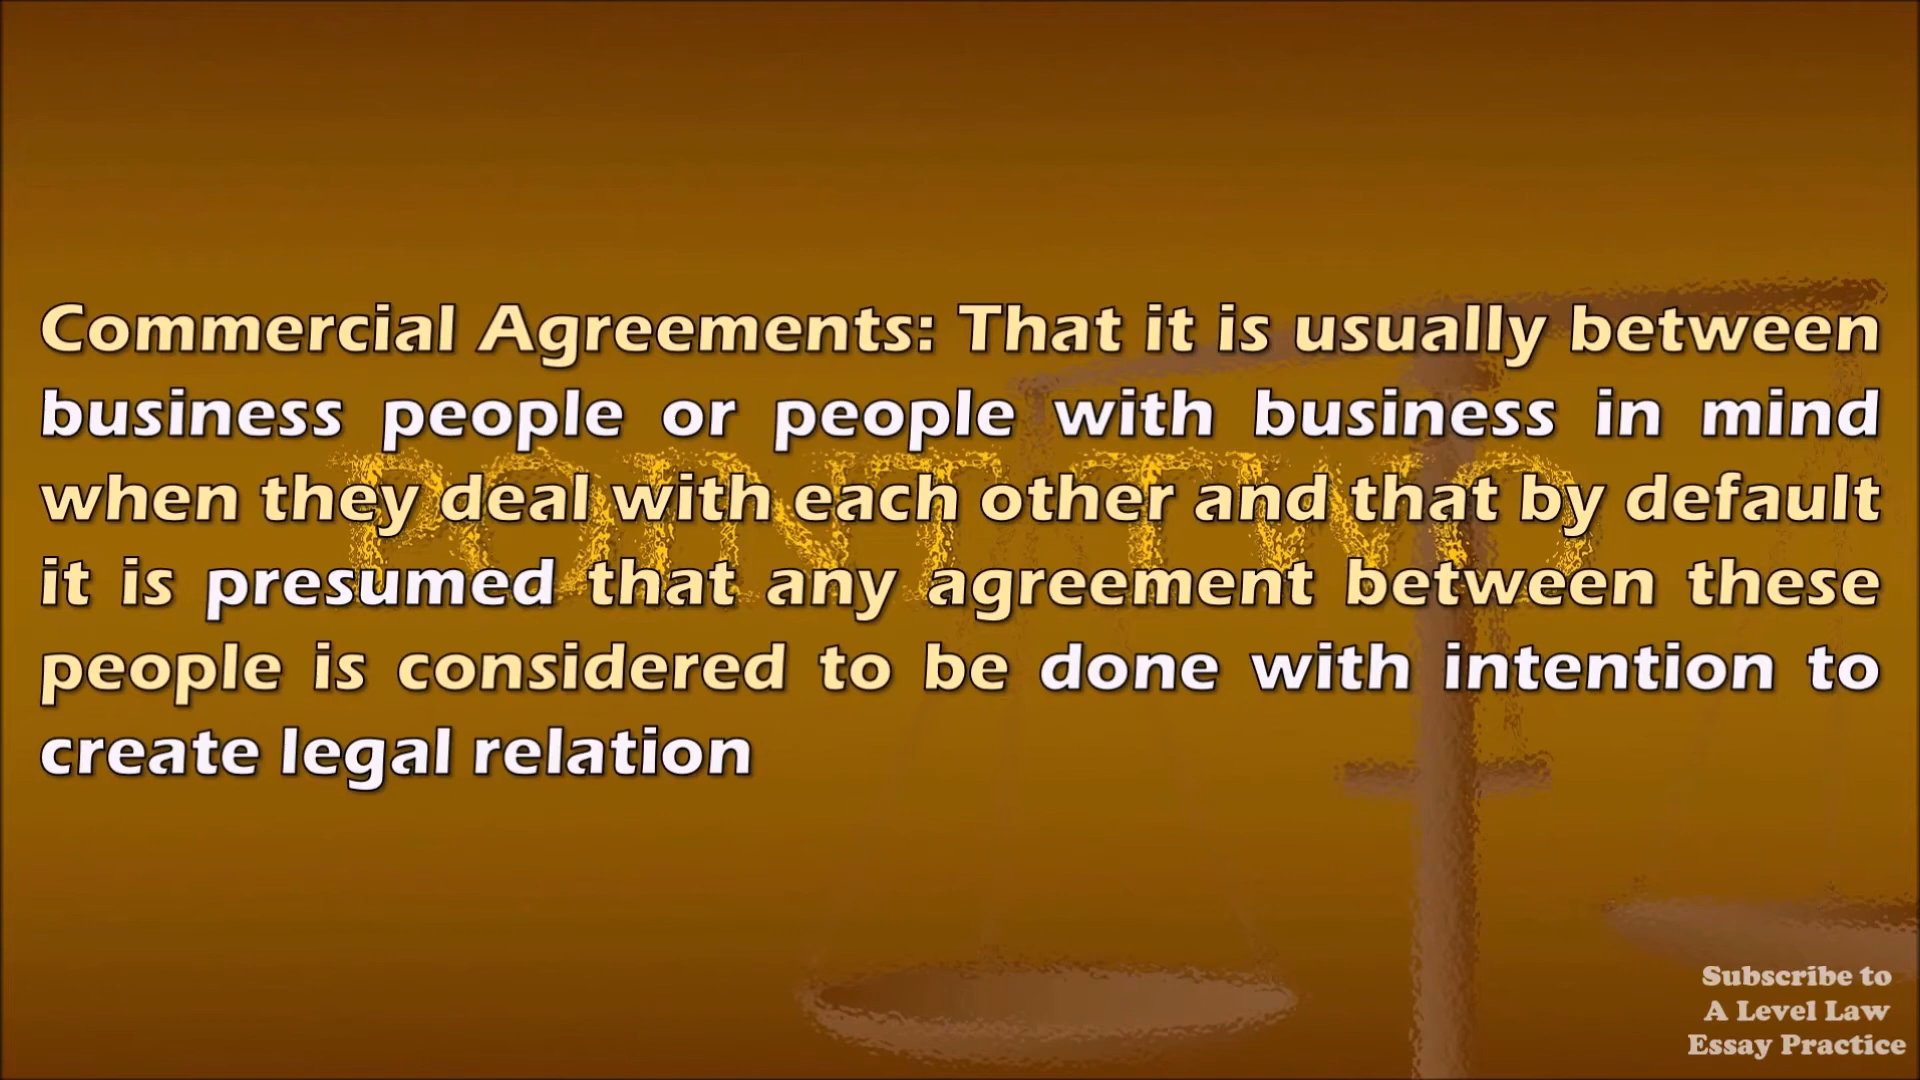 Commercial Agreements: That it is usually between
business people or people with business in mind
when they deal with each other and that by default
it is presumed that any agreement between these
people is considered to be done with intention to
create legal relation
POINT TWO
Subscribe to
A Level Law
Essay Practice